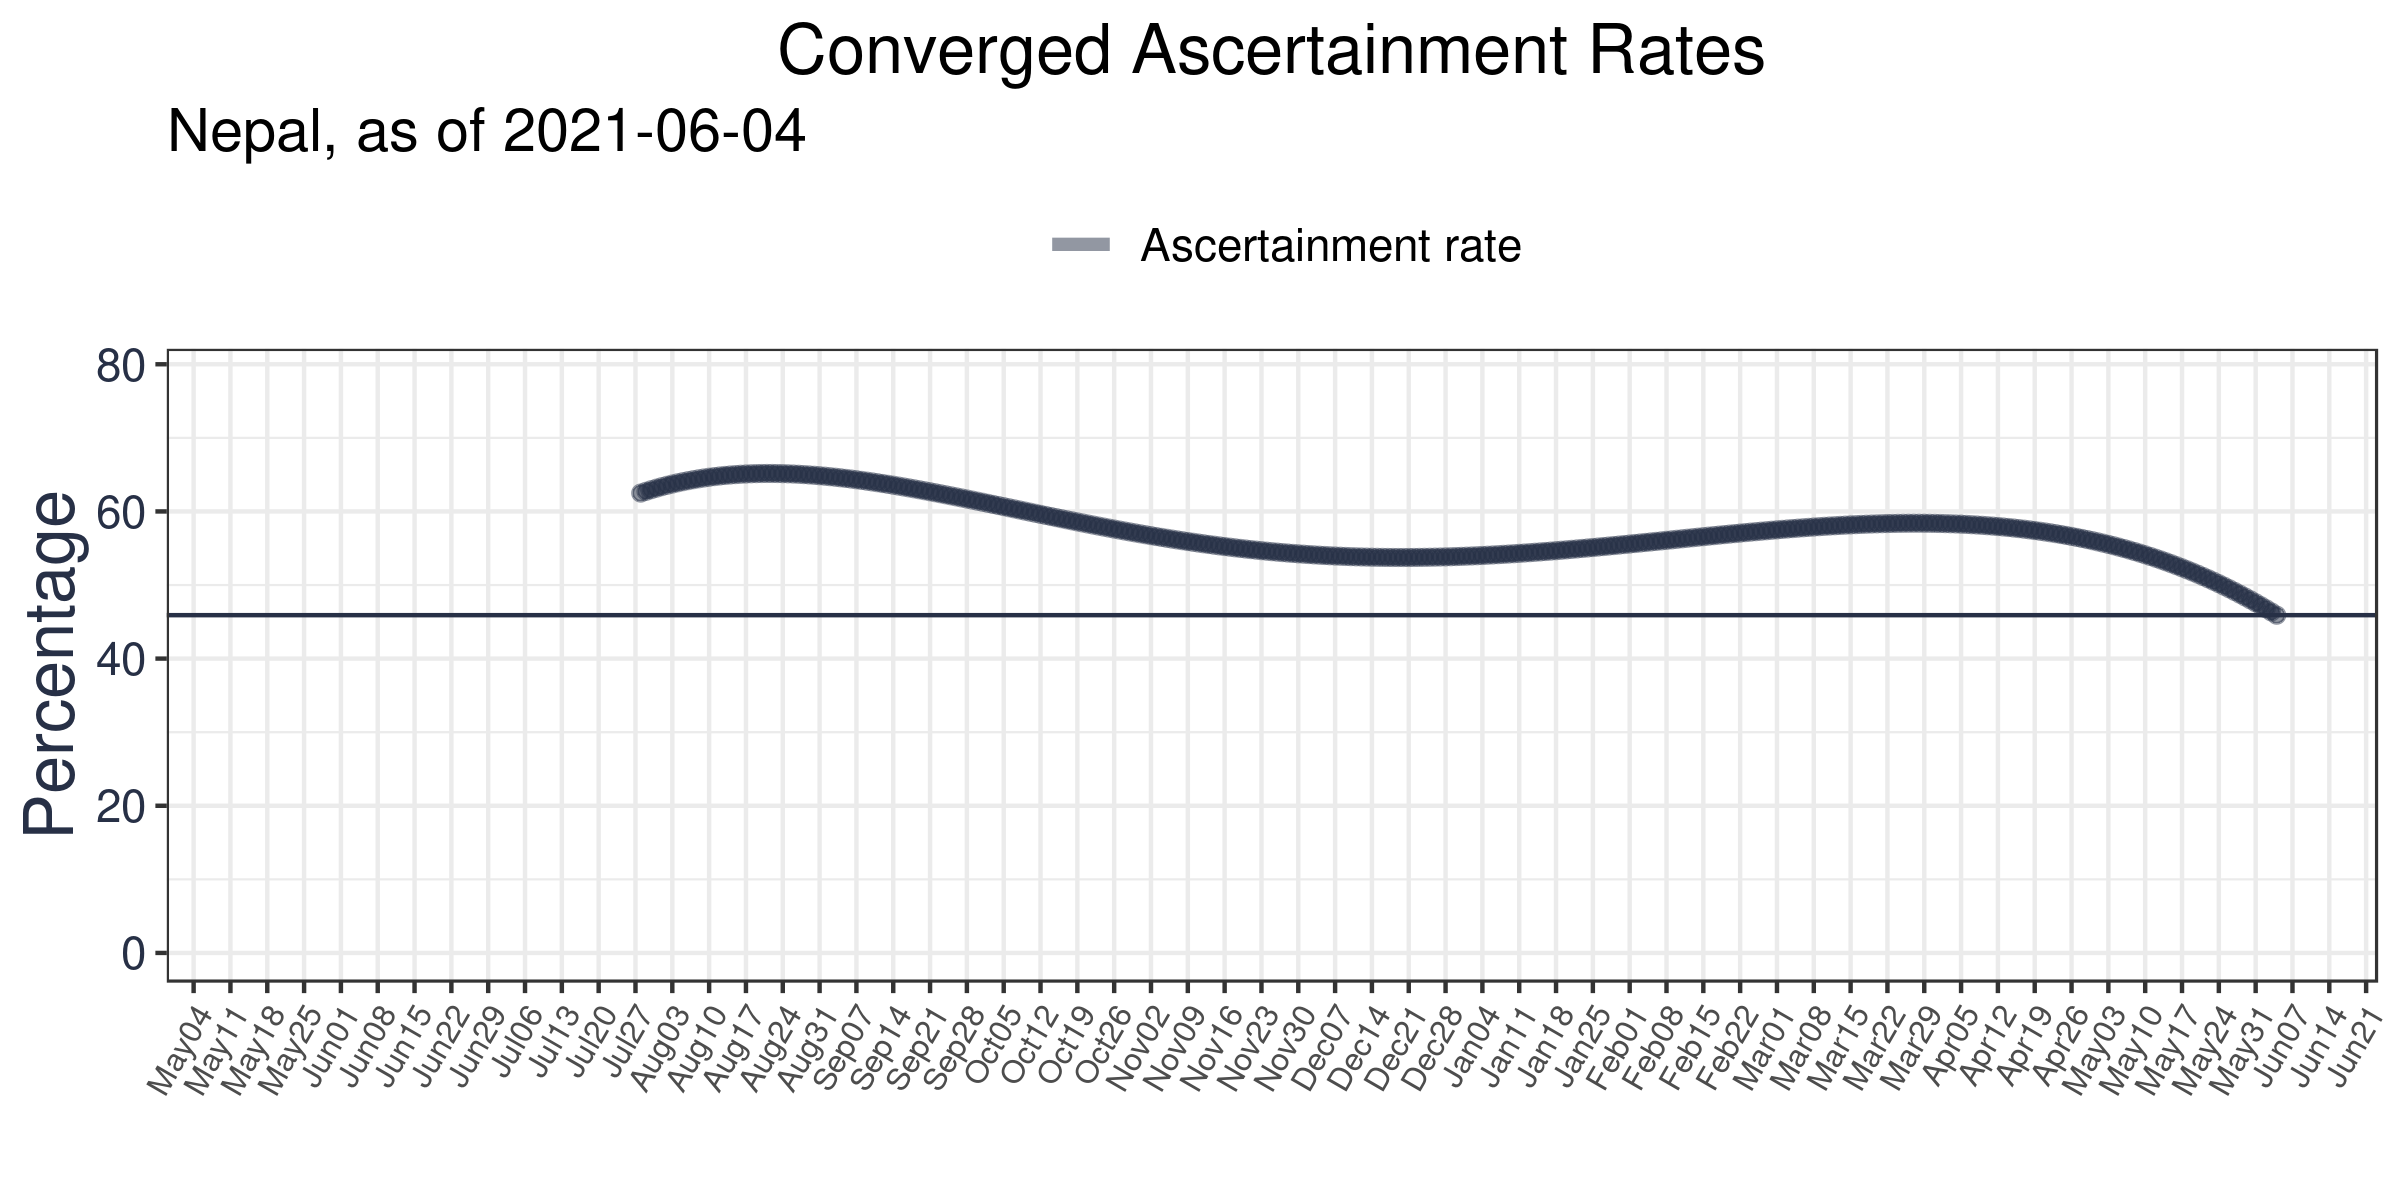 Converged Ascertainment Rates
Nepal, as of 2021-06-04
Ascertainment rate
Percentage
80
60
40
20
0
May04 May11 May18 May25 Jun01 Jun08 Jun15 Jun22 Jun29 Jul06 Jul13 Jul20 Jul27 Aug03 Aug10 Aug17 Aug24 Aug31 Sep07 Sep14 Sep21 Sep28 Oct05 Oct12 Oct19 Oct26 Nov02 Nov09 Nov16 Nov23 Nov30 Dec07 Dec14 Dec21 Dec28 Jan04 Jan11 Jan18 Jan25 Feb01 Feb08 Feb15 Feb22 Mar01 Mar08 Mar15 Mar22 Mar29 Apr05 Apr12 Apr19 Apr26 May03 May10 May17 May24 May31 Jun07 Jun14 Jun21